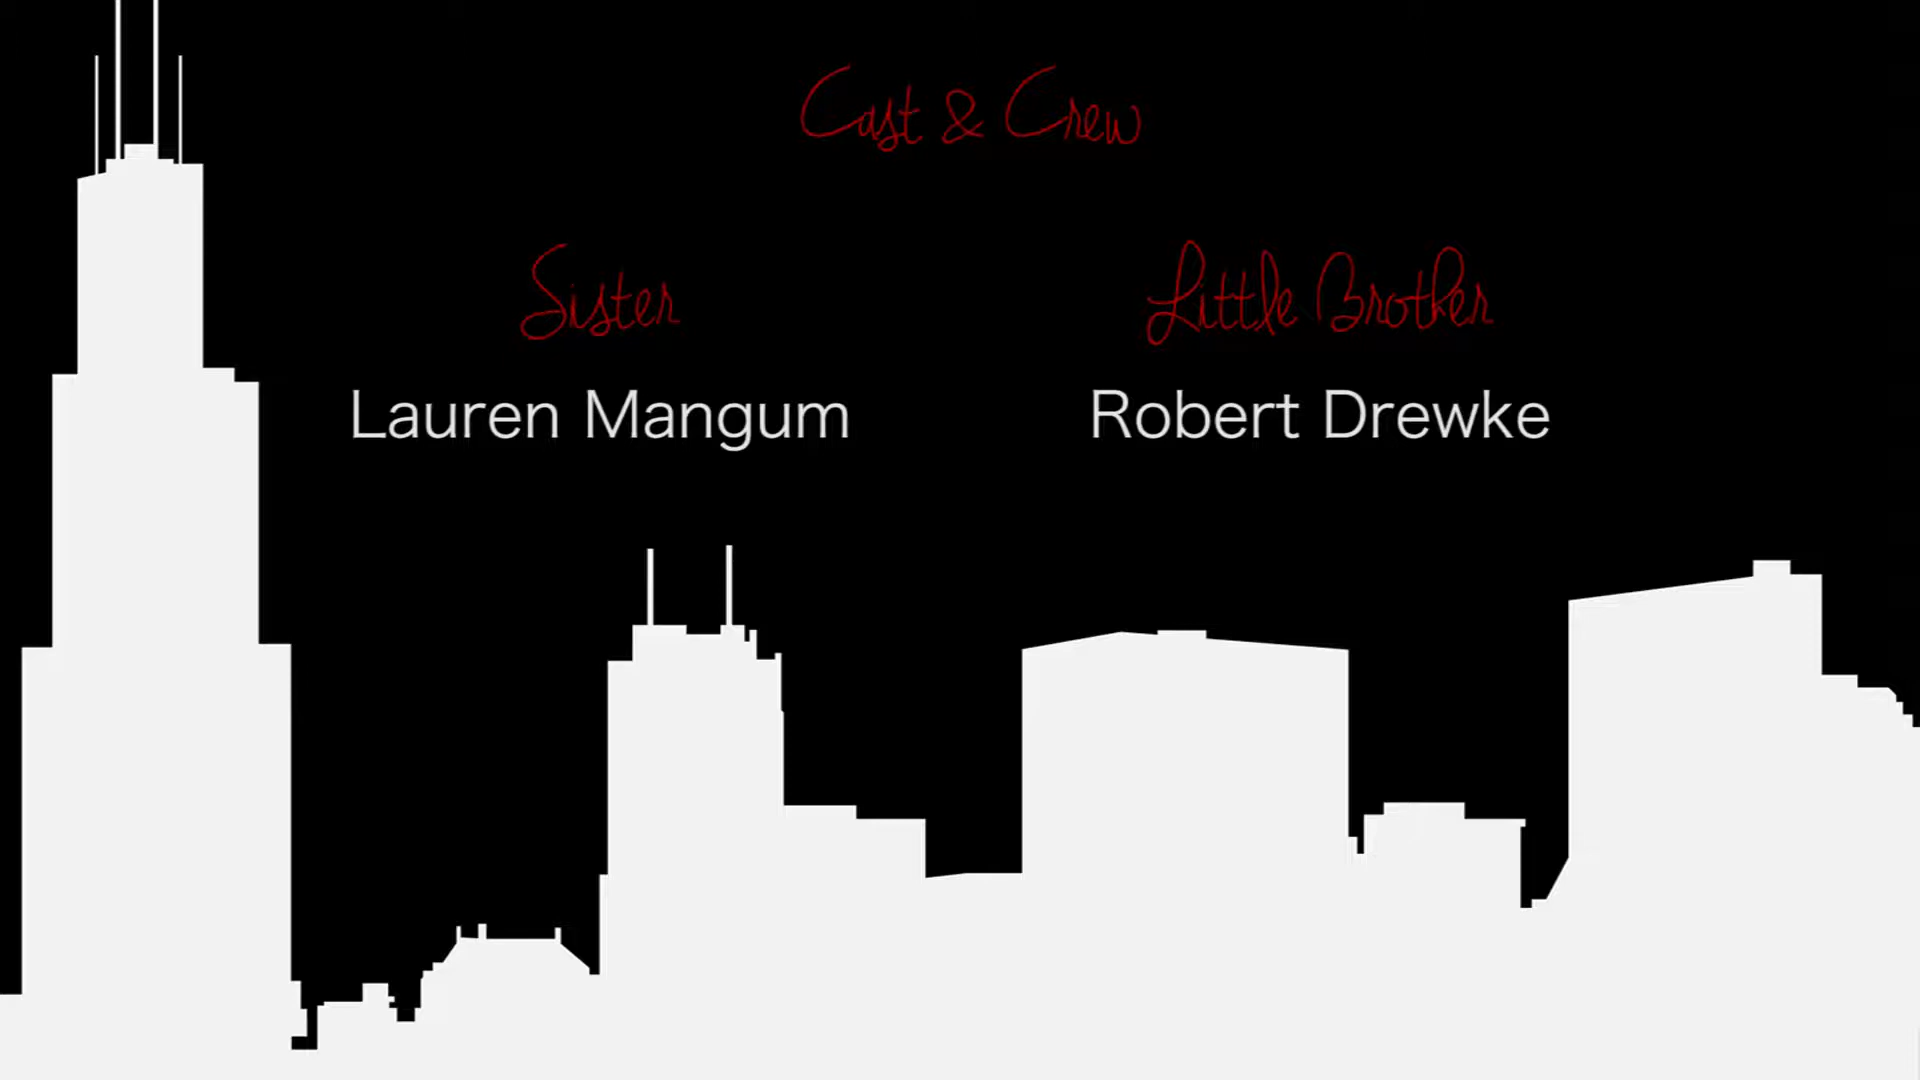 Cast & Crew
Sister
Little Brother
Lauren Mangum
Robert Drewke